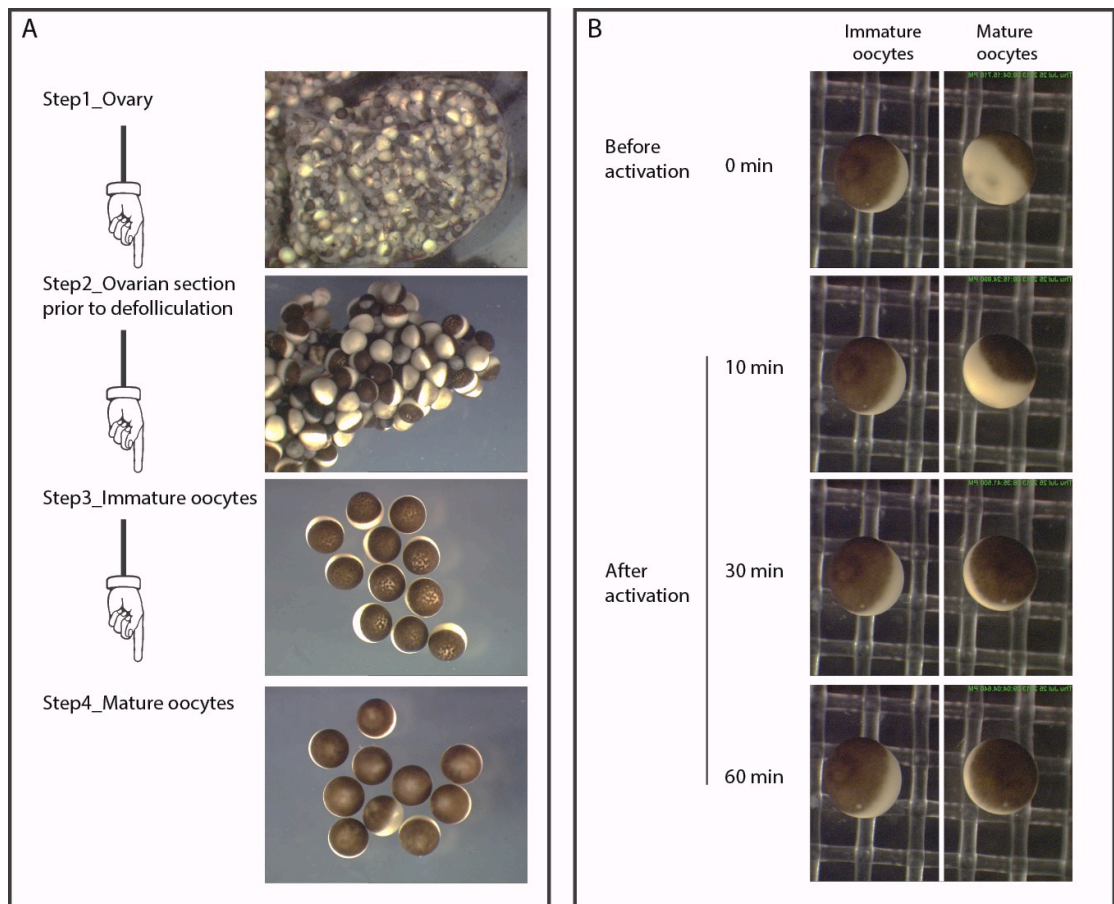 A
Step1_Ovary
Step2_Ovarian section
prior to defolliculation
Step3_Immature oocytes
Step4_Mature oocytes
B
Immature
oocytes
Mature
oocytes
Before
activation
0 min
10 min
30 min
After
activation
60 min